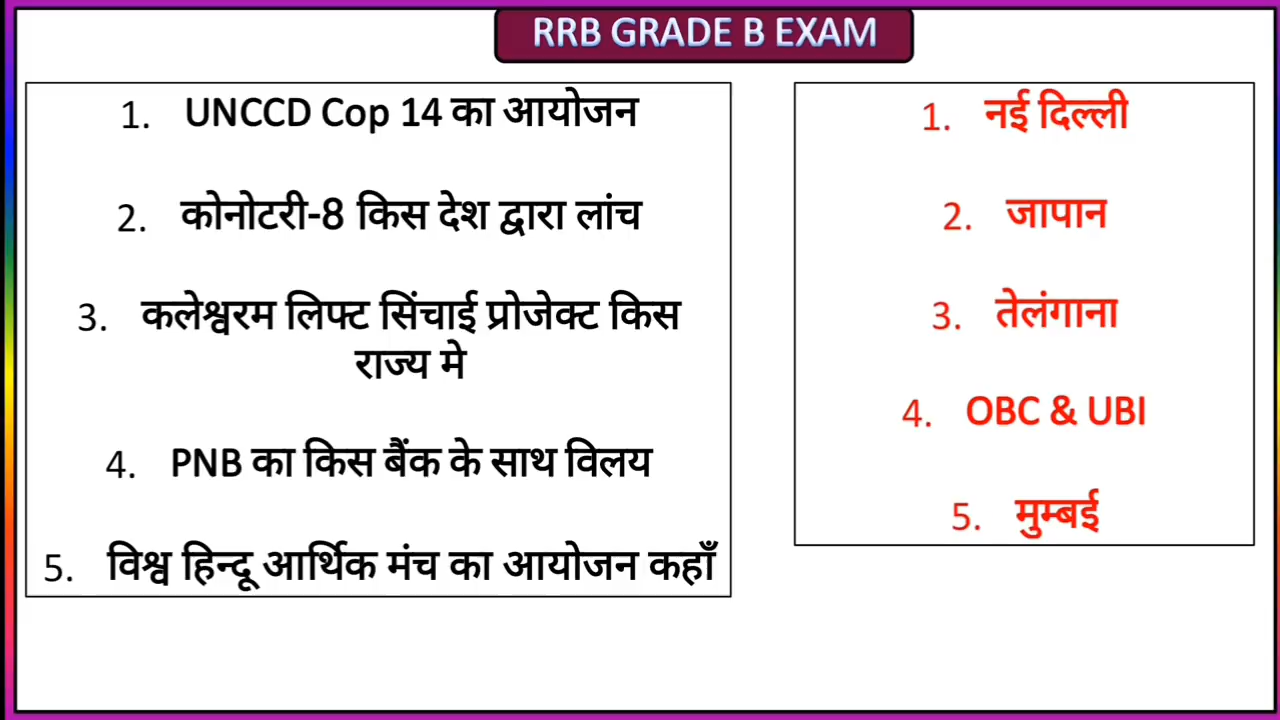 RRB GRADE B EXAM
1. UNCCD Cop 14 का आयोजन
2. कोनोटरी-8 किस देश द्वारा लांच
3. कलेश्वरम लिफ्ट सिंचाई प्रोजेक्ट किस
राज्य मे
4. PNB का किस बैंक के साथ विलय
5. विश्व हिन्दू आर्थिक मंच का आयोजन कहाँ
1. नई दिल्ली
2. जापान
3. तेलंगाना
4. OBC & UBI
5. मुम्बई